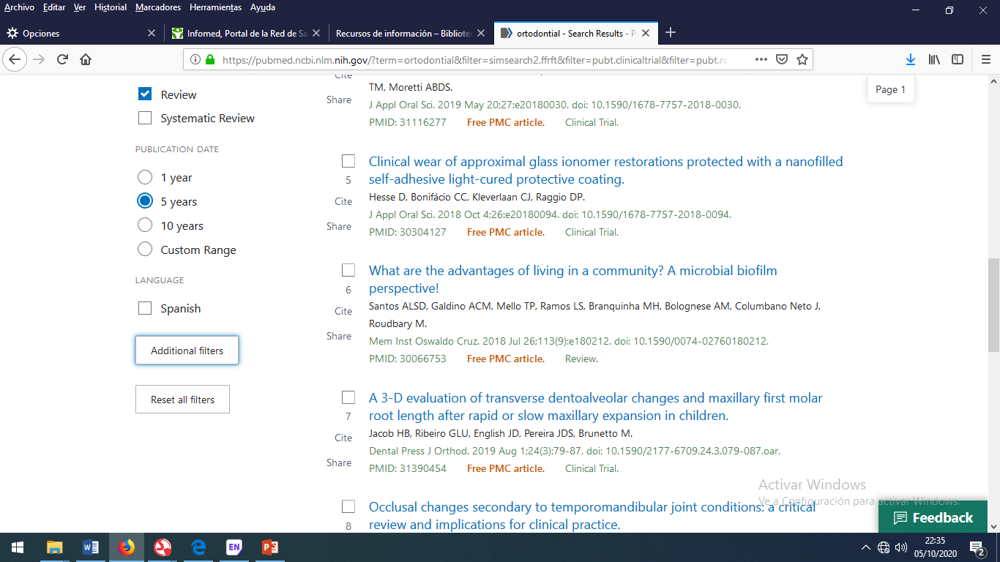 Archivo Editar Ver Historial Marcadores Herramientas Ayuda
Opciones
Infomed, Portal de la Red de Sa
Recursos de información – Bibliote
ortodontial - Search Results - P
https://pubmed.ncbi.nlm.nih.gov/?term=ortodontial&filter=simsearch2.ffrft&filter=pubt.clinicaltrial&filter=pubt.re
Page 1
Review
Systematic Review
PUBLICATION DATE
1 year
5 years
10 years
Custom Range
LANGUAGE
Spanish
Additional filters
Reset all filters
Cite
Share
TM, Moretti ABDS.
J Appl Oral Sci. 2019 May 20;27:e20180030. doi: 10.1590/1678-7757-2018-0030.
PMID: 31116277 Free PMC article. Clinical Trial.
5
Cite
Share
Clinical wear of approximal glass ionomer restorations protected with a nanofilled
self-adhesive light-cured protective coating.
Hesse D, Bonifácio CC, Kleverlaan CJ, Raggio DP.
J Appl Oral Sci. 2018 Oct 4;26:e20180094. doi: 10.1590/1678-7757-2018-0094.
PMID: 30304127 Free PMC article. Clinical Trial.
6
Cite
Share
What are the advantages of living in a community? A microbial biofilm
perspective!
Santos ALSD, Galdino ACM, Mello TP, Ramos LS, Branquinha MH, Bolognese AM, Columbano Neto J,
Roudbary M.
Mem Inst Oswaldo Cruz. 2018 Jul 26;113(9):e180212. doi: 10.1590/0074-02760180212.
PMID: 30066753 Free PMC article. Review.
7
Cite
Share
A 3-D evaluation of transverse dentoalveolar changes and maxillary first molar
root length after rapid or slow maxillary expansion in children.
Jacob HB, Ribeiro GLU, English JD, Pereira JDS, Brunetto M.
Dental Press J Orthod. 2019 Aug 1;24(3):79-87. doi: 10.1590/2177-6709.24.3.079-087.oar.
PMID: 31390454 Free PMC article. Clinical Trial.
8
Occlusal changes secondary to temporomandibular joint conditions: a critical
review and implications for clinical practice.
Activar Windows
Ve a Configuración para activar Windows.
Feedback
EN
22:35
05/10/2020
2